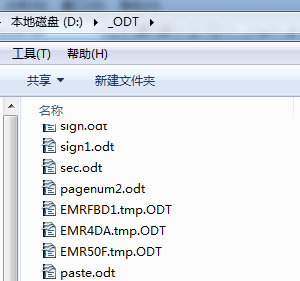 本地磁盘 (D:) ▸ _ODT ▸
工具(T) 帮助(H)
共享 新建文件夹
名称
sign.odt
sign1.odt
sec.odt
pagenum2.odt
EMRFBD1.tmp.ODT
EMR4DA.tmp.ODT
EMR50F.tmp.ODT
paste.odt